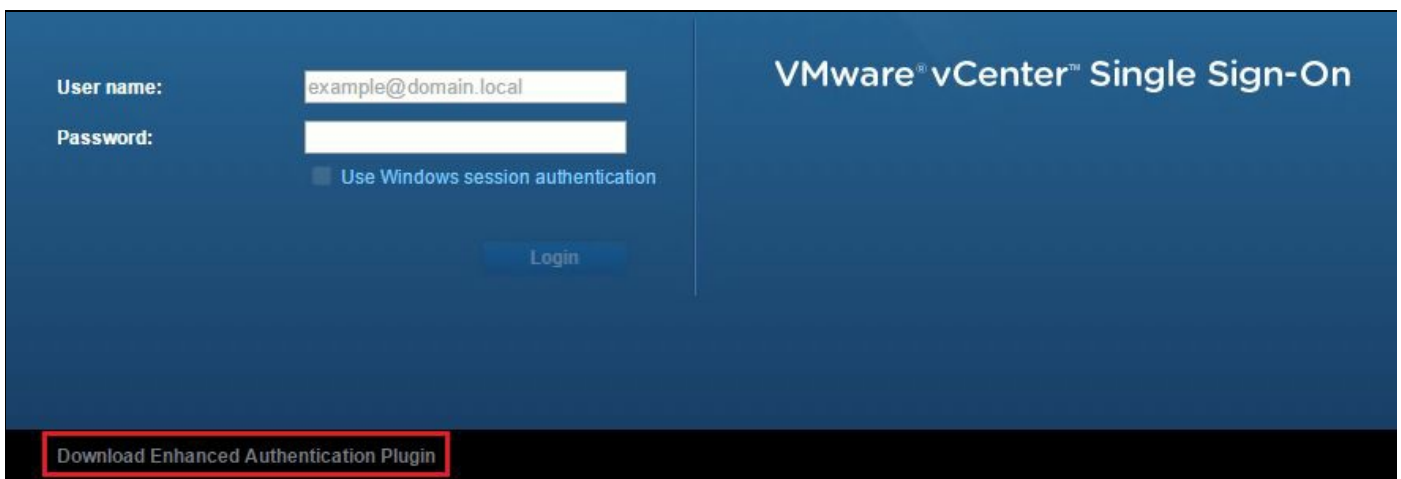 User name:
example@domain.local
VMware® vCenter™ Single Sign-On
Password:
Use Windows session authentication
Login
Download Enhanced Authentication Plugin